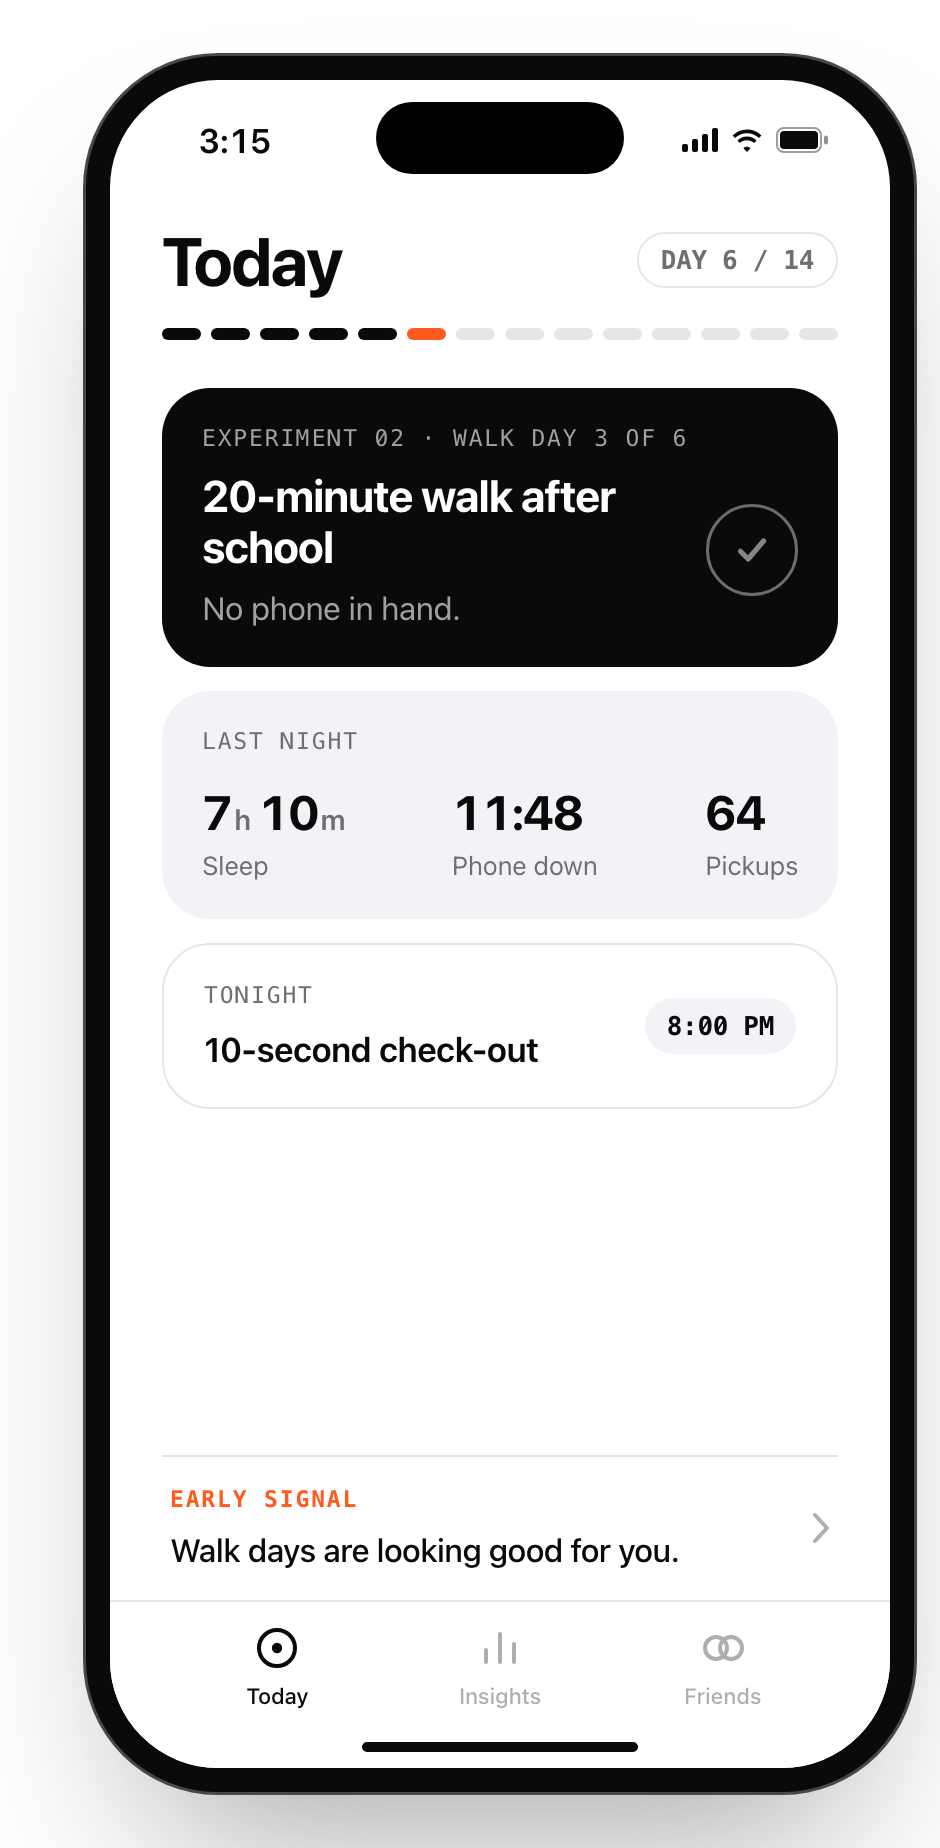 3:15
Today
DAY 6 / 14
EXPERIMENT 02 · WALK DAY 3 OF 6
20-minute walk after
school
No phone in hand.
LAST NIGHT
7h 10m 11:48 64
Sleep Phone down Pickups
TONIGHT
10-second check-out
8:00 PM
EARLY SIGNAL
Walk days are looking good for you.
Today Insights Friends